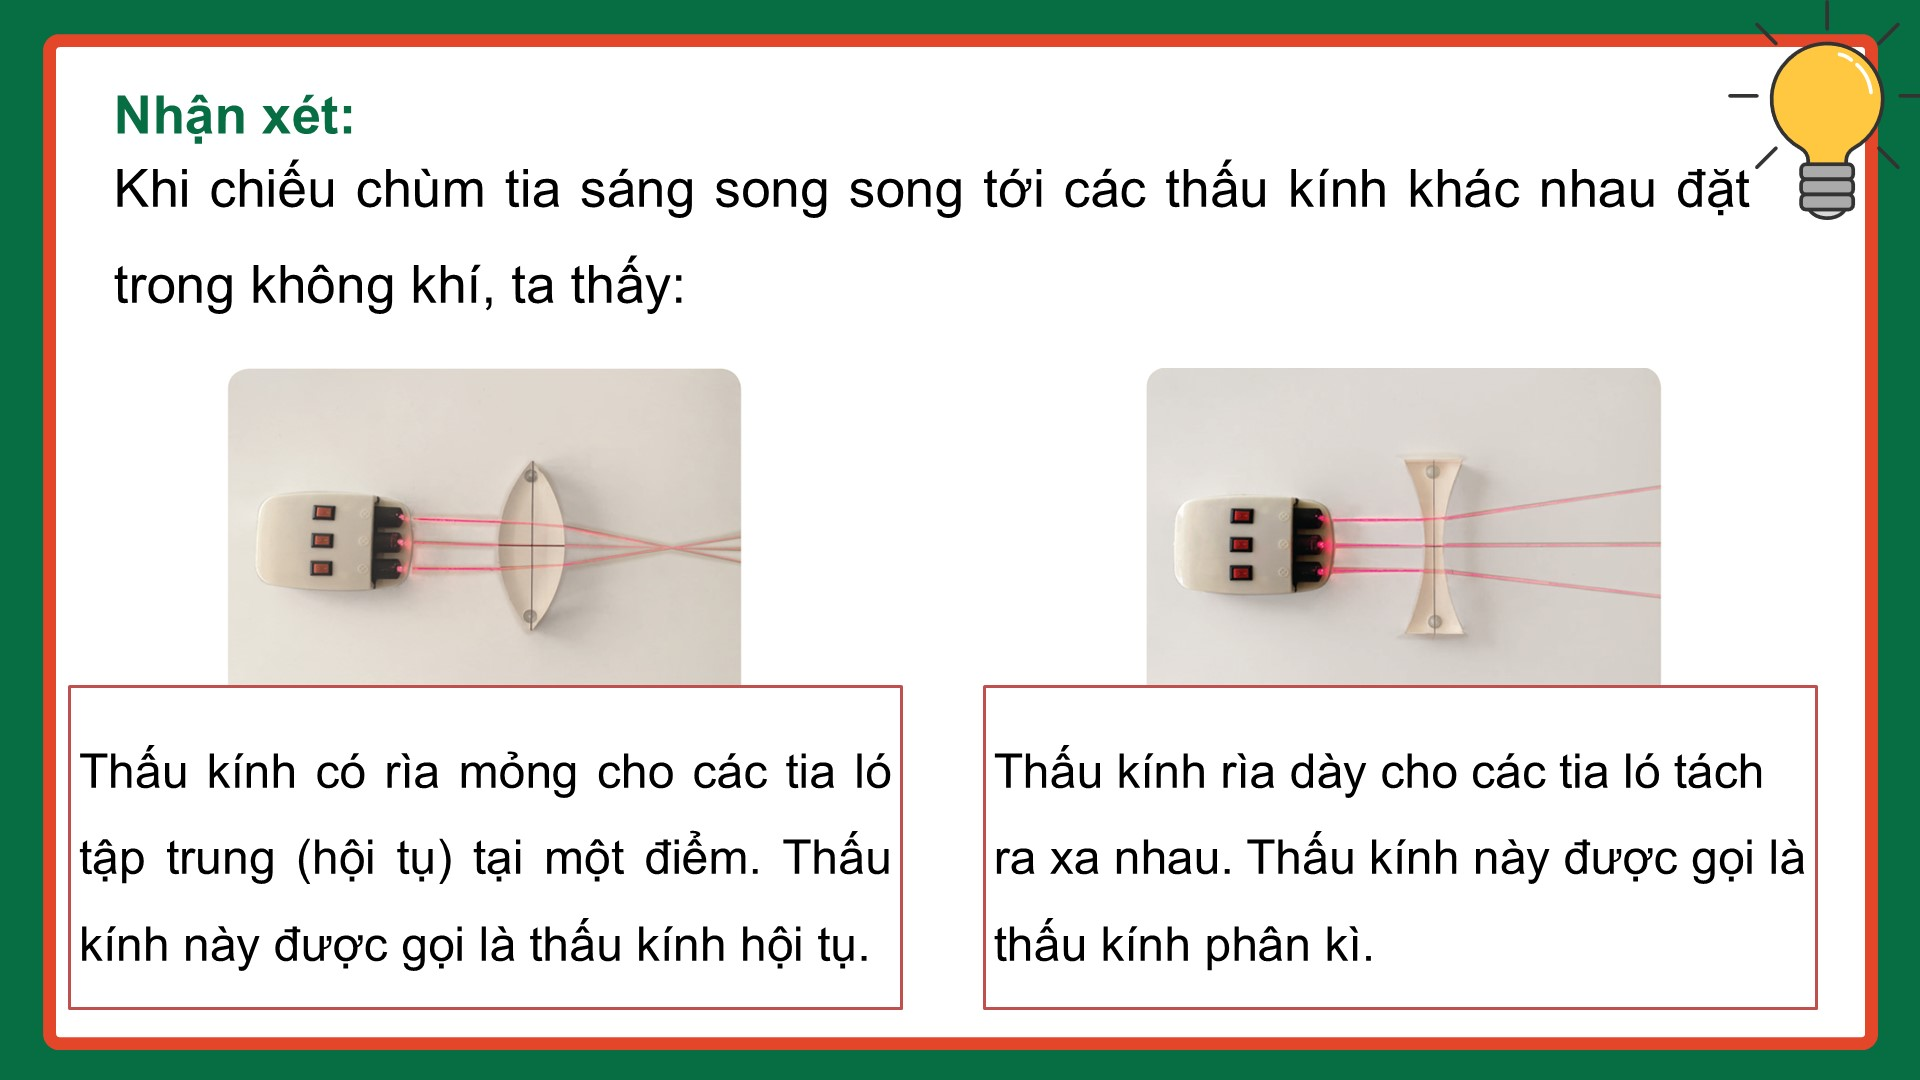 Nhận xét:
Khi chiếu chùm tia sáng song song tới các thấu kính khác nhau đặt
trong không khí, ta thấy:
Thấu kính có rìa mỏng cho các tia ló
tập trung (hội tụ) tại một điểm. Thấu
kính này được gọi là thấu kính hội tụ.
Thấu kính rìa dày cho các tia ló tách
ra xa nhau. Thấu kính này được gọi là
thấu kính phân kì.